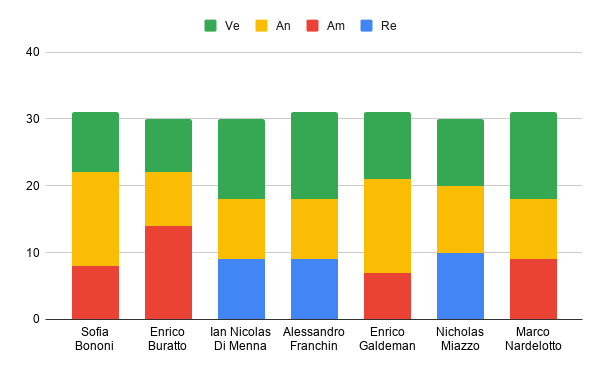 Ve An Am Re
40
30
20
10
0
Sofia Bononi
Enrico Buratto
Ian Nicolas Di Menna
Alessandro Franchin
Enrico Galdeman
Nicholas Miazzo
Marco Nardelotto